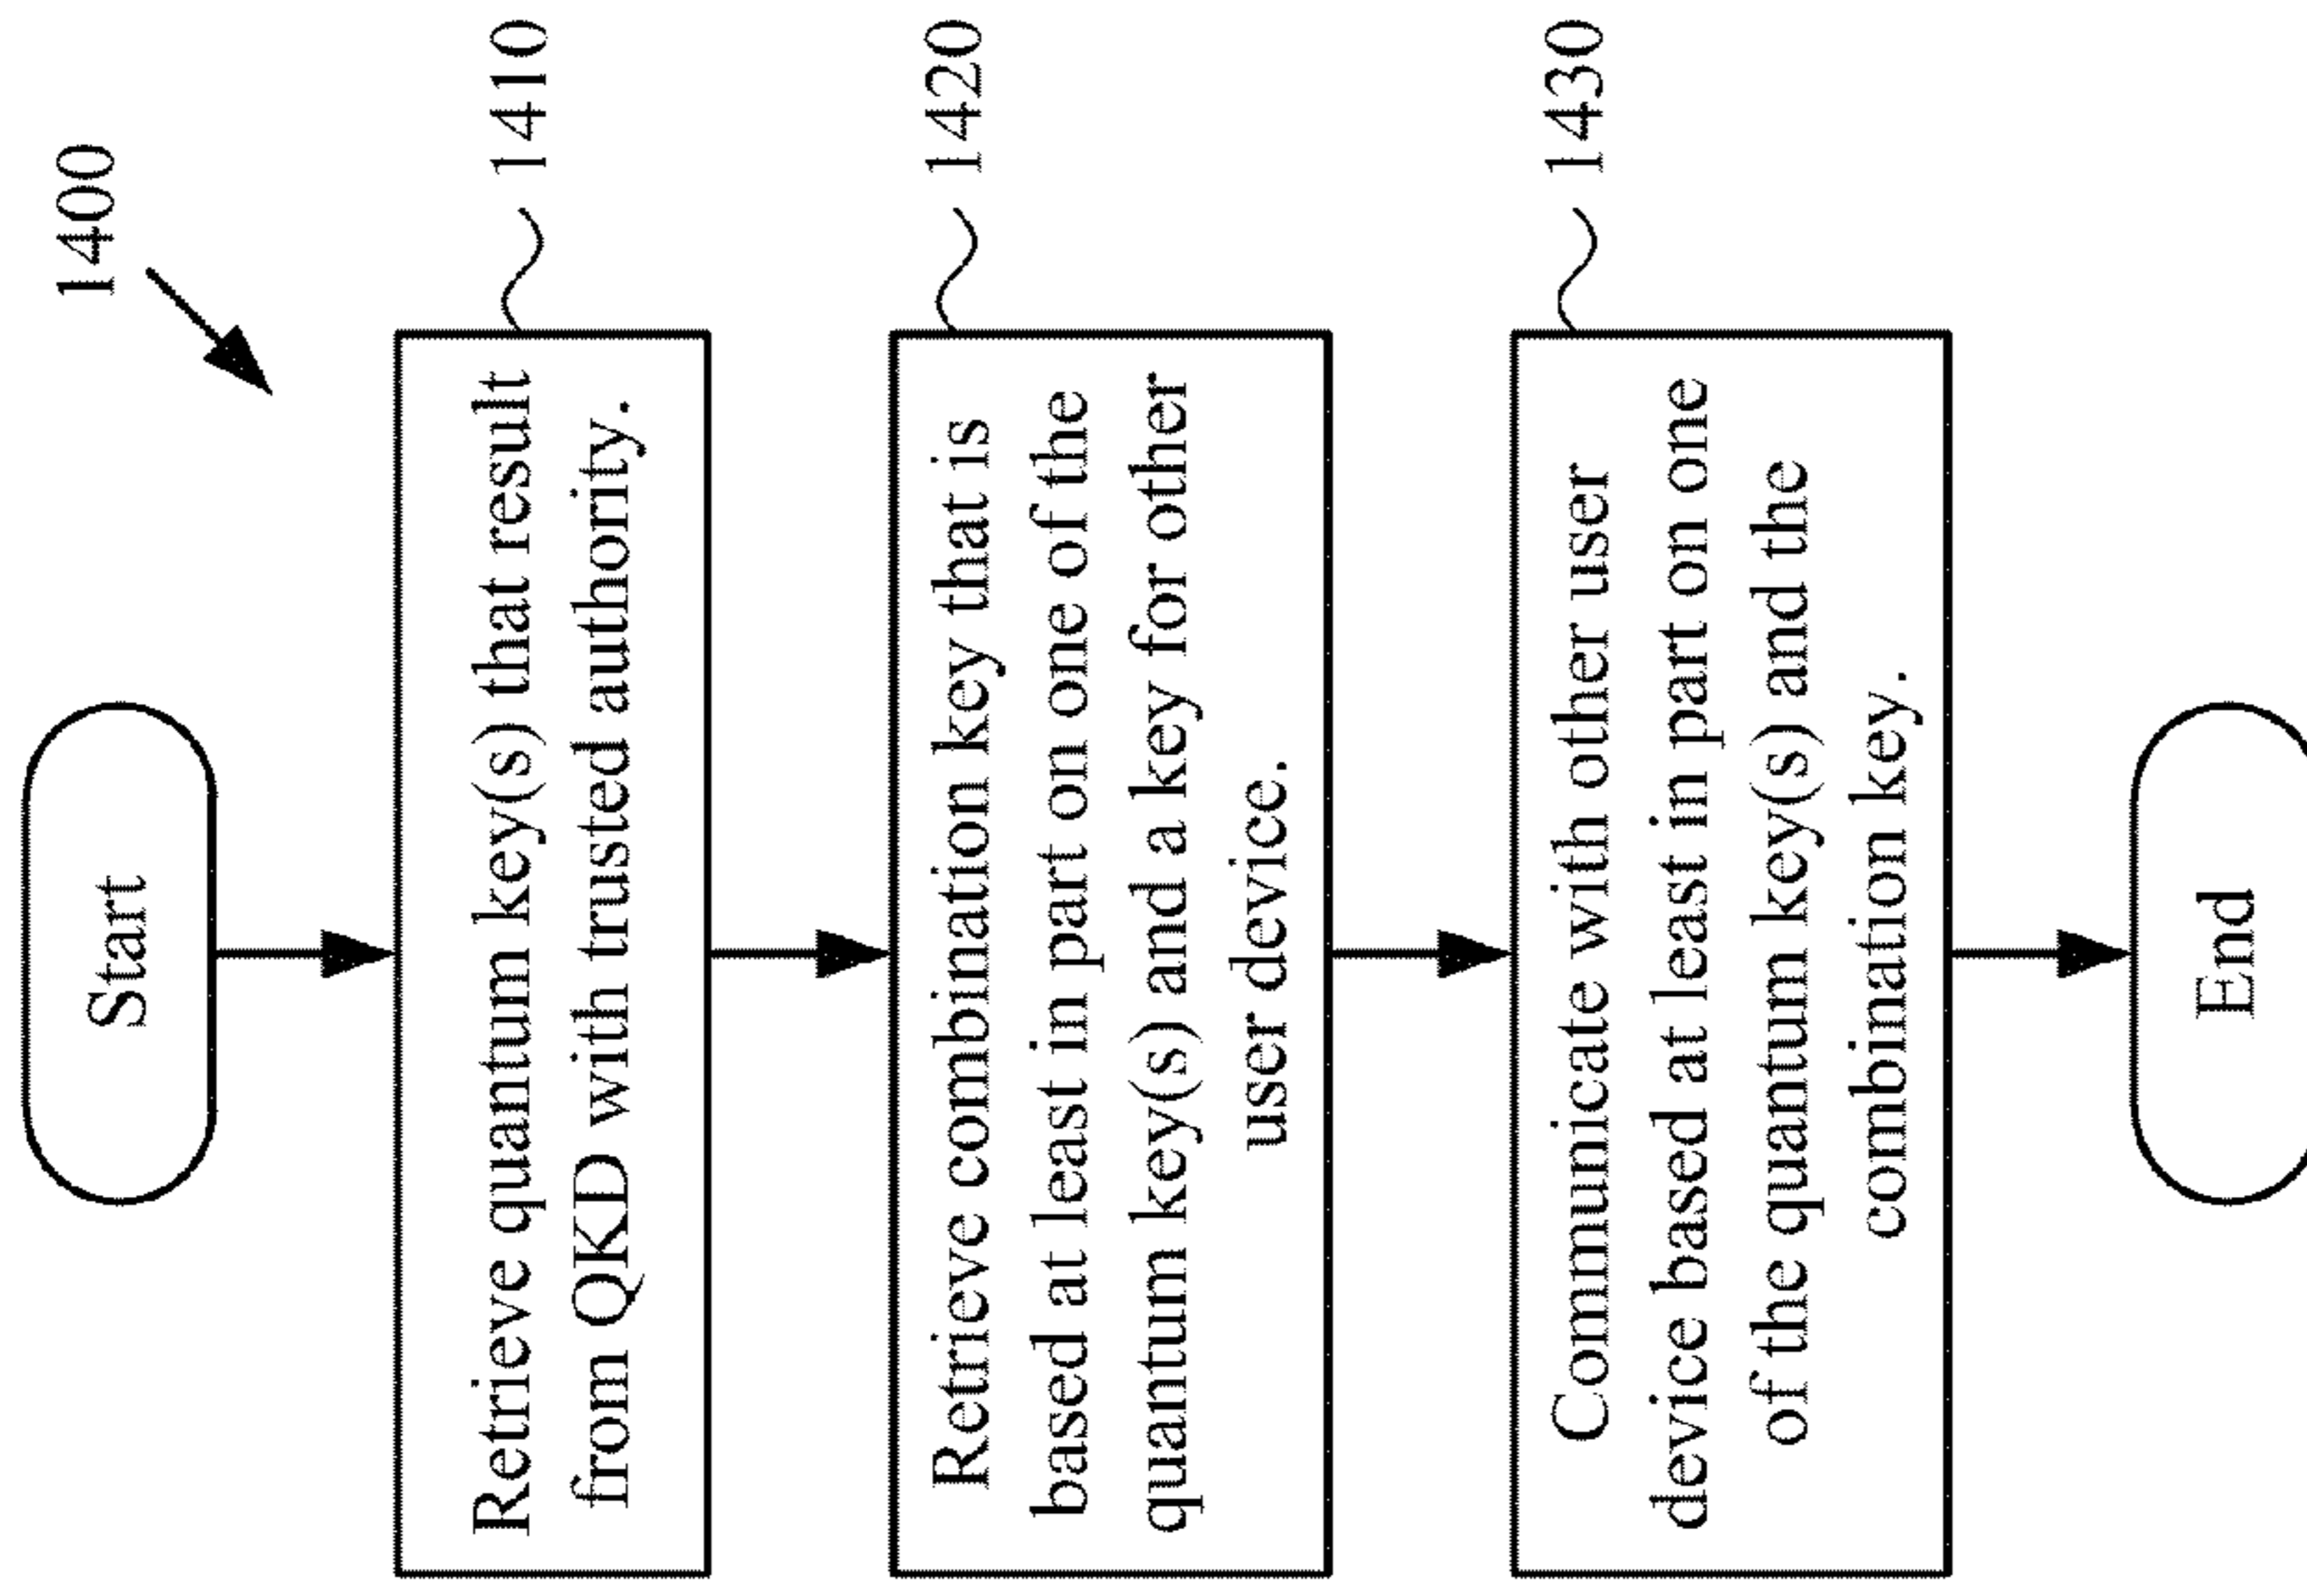 1400
Start
Retrieve quantum key(s) that result
from QKD with trusted authority.
1410
Retrieve combination key that is
based at least in part on one of the
quantum key(s) and a key for other
user device.
1420
Communicate with other user
device based at least in part on one
of the quantum key(s) and the
combination key.
1430
End